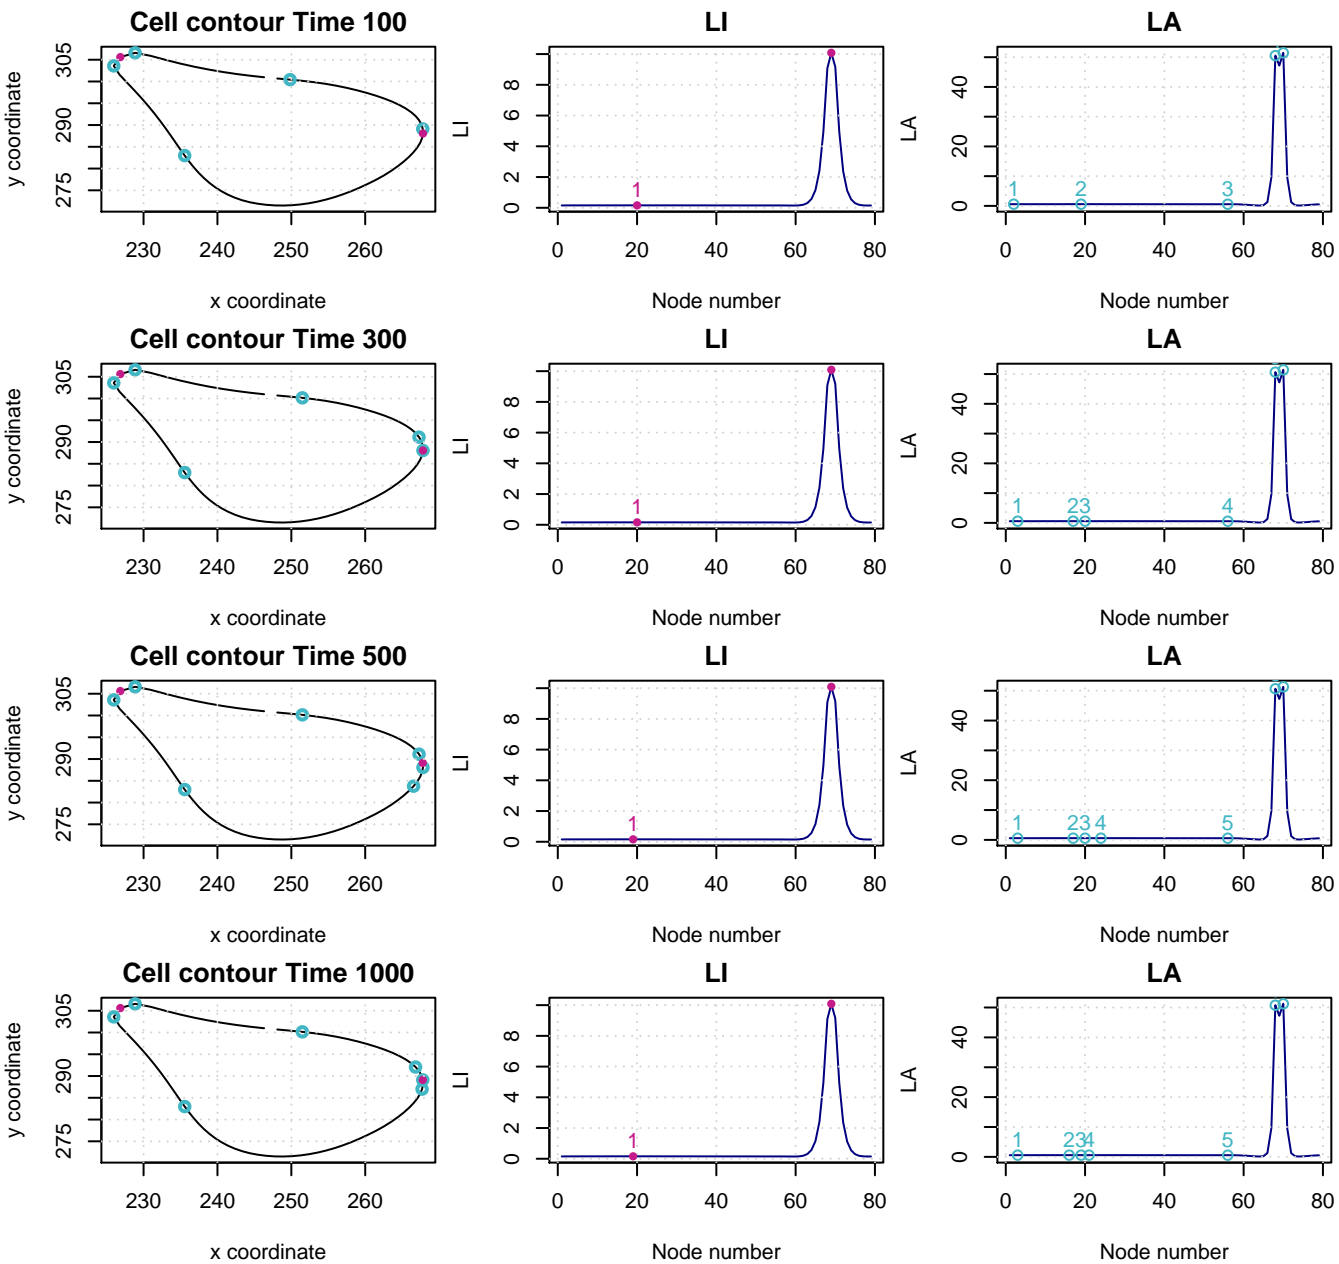 Cell contour Time 100 LI LA
y coordinate 275 290 305
230 240 250 260
x coordinate
LI 0 2 4 6 8
1
0 20 40 60 80
Node number
LA 0 20 40
1 2 3
0 20 40 60 80
Node number
Cell contour Time 300 LI LA
y coordinate 275 290 305
230 240 250 260
x coordinate
LI 0 2 4 6 8
1
0 20 40 60 80
Node number
LA 0 20 40
1 2 3 4
0 20 40 60 80
Node number
Cell contour Time 500 LI LA
y coordinate 275 290 305
230 240 250 260
x coordinate
LI 0 2 4 6 8
1
0 20 40 60 80
Node number
LA 0 20 40
1 2 3 4 5
0 20 40 60 80
Node number
Cell contour Time 1000 LI LA
y coordinate 275 290 305
230 240 250 260
x coordinate
LI 0 2 4 6 8
1
0 20 40 60 80
Node number
LA 0 20 40
1 2 3 4 5
0 20 40 60 80
Node number